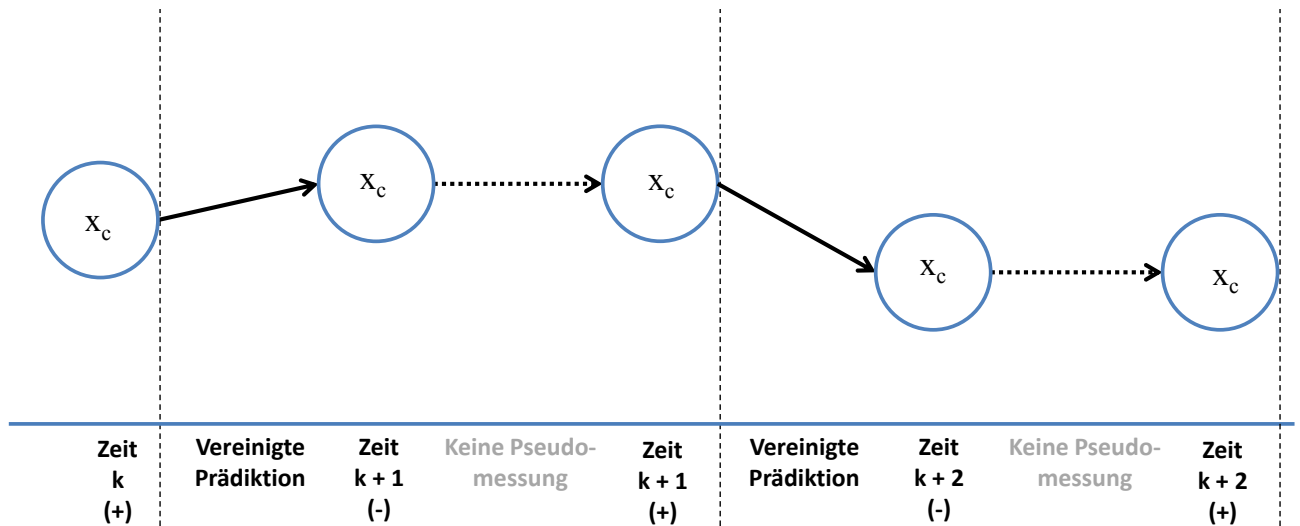 x_c
x_c
x_c
x_c
x_c
Zeit
k
(+)
Vereinigte
Prädiktion
Zeit
k + 1
(-)
Keine Pseudo-
messung
Zeit
k + 1
(+)
Vereinigte
Prädiktion
Zeit
k + 2
(-)
Keine Pseudo-
messung
Zeit
k + 2
(+)